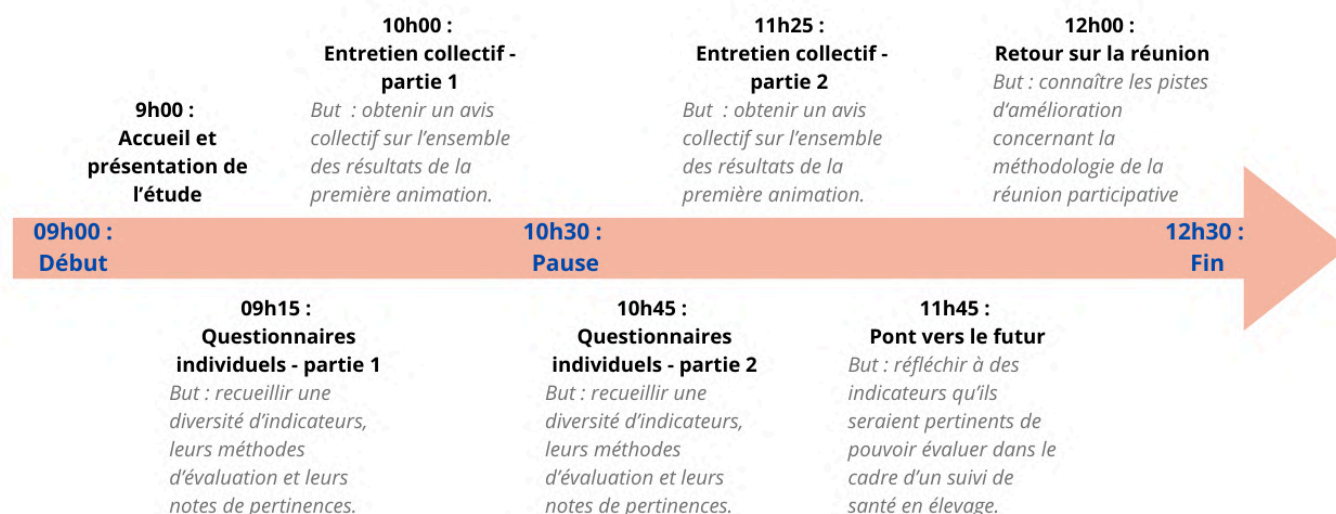 10h00 :
Entretien collectif -
partie 1
But  : obtenir un avis
collectif sur l'ensemble
des résultats de la
première animation.
11h25 :
Entretien collectif -
partie 2
But  : obtenir un avis
collectif sur l'ensemble
des résultats de la
première animation.
12h00 :
Retour sur la réunion
But : connaître les pistes
d'amélioration
concernant la
méthodologie de la
réunion participative
9h00 :
Accueil et
présentation de
l'étude
09h00 :
Début
10h30 :
Pause
12h30 :
Fin
09h15 :
Questionnaires
individuels - partie 1
But : recueillir une
diversité d'indicateurs,
leurs méthodes
d'évaluation et leurs
notes de pertinences.
10h45 :
Questionnaires
individuels - partie 2
But : recueillir une
diversité d'indicateurs,
leurs méthodes
d'évaluation et leurs
notes de pertinences.
11h45 :
Pont vers le futur
But : réfléchir à des
indicateurs qu'ils
seraient pertinents de
pouvoir évaluer dans le
cadre d'un suivi de
santé en élevage.